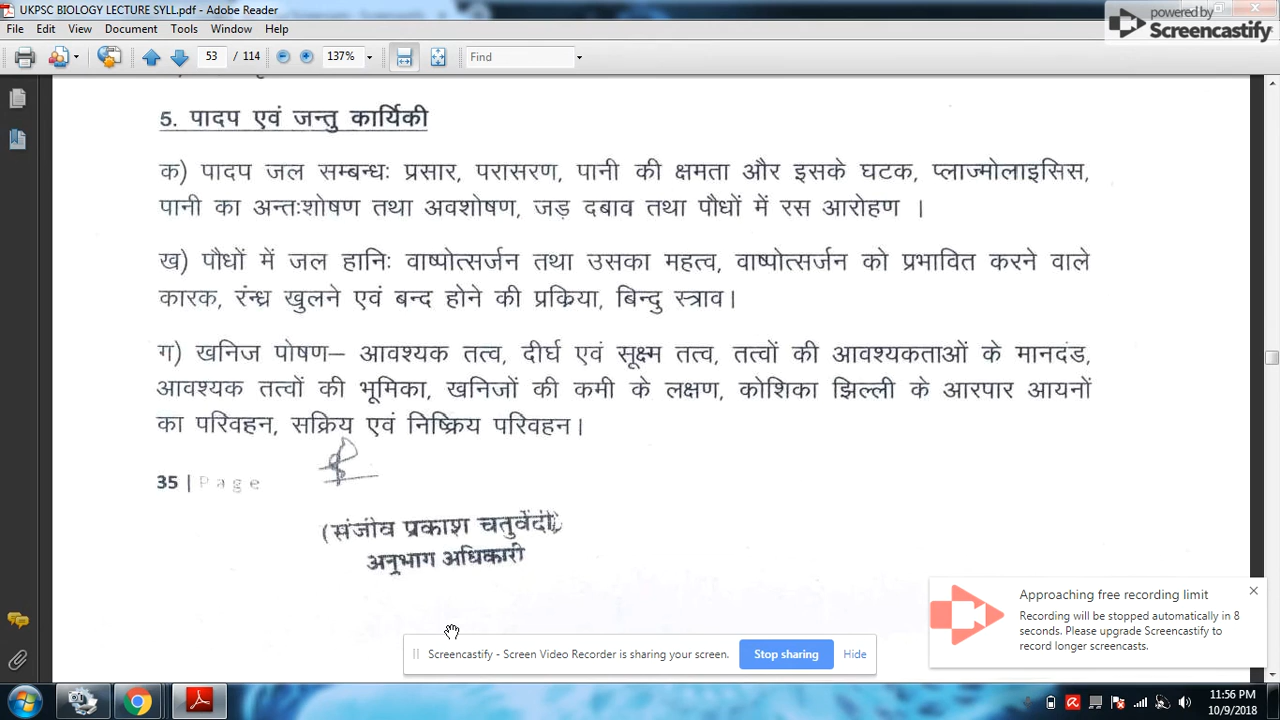 UKPSC BIOLOGY LECTURE SYLL.pdf - Adobe Reader
powered by
Screencastify
File Edit View Document Tools Window Help
53 / 114 137% Find
5. पादप एवं जन्तु कार्यिकी
क) पादप जल सम्बन्धः प्रसार, परासरण, पानी की क्षमता और इसके घटक, प्लाज्मोलाइसिस,
पानी का अन्तःशोषण तथा अवशोषण, जड़ दबाव तथा पौधों में रस आरोहण ।
ख) पौधों में जल हानिः वाष्पोत्सर्जन तथा उसका महत्व, वाष्पोत्सर्जन को प्रभावित करने वाले
कारक, रंन्ध्र खुलने एवं बन्द होने की प्रकिया, बिन्दु स्त्राव।
ग) खनिज पोषण– आवश्यक तत्व, दीर्घ एवं सूक्ष्म तत्व, तत्वों की आवश्यकताओं के मानदंड,
आवश्यक तत्वों की भूमिका, खनिजों की कमी के लक्षण, कोशिका झिल्ली के आरपार आयनों
का परिवहन, सक्रिय एवं निष्क्रिय परिवहन।
35 | Page
(संजीव प्रकाश चतुर्वेदी)
अनुभाग अधिकारी
Approaching free recording limit
Recording will be stopped automatically in 8
seconds. Please upgrade Screencastify to
record longer screencasts.
Screencastify - Screen Video Recorder is sharing your screen. Stop sharing Hide
11:56 PM
10/9/2018